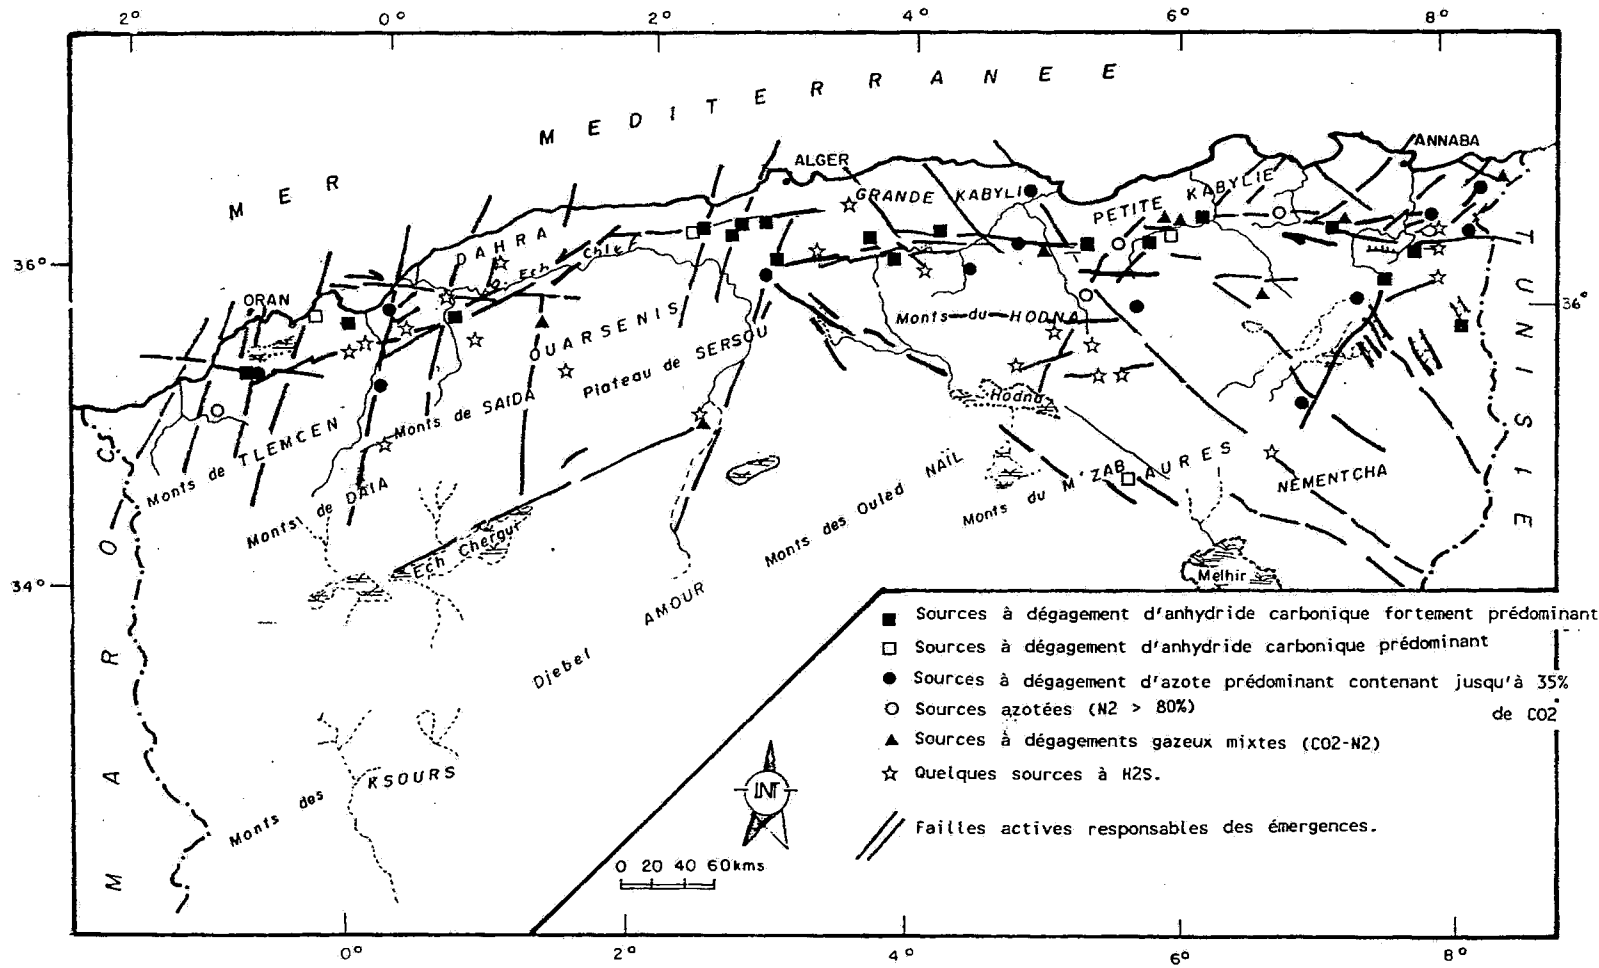 2° 0° 2° 4° 6° 8°
MER MEDITERRANEE
ALGER
ANNABA
GRANDE KABYLIE
PETITE KABYLIE
DAHRA
Ech Chlef
36°
ORAN
36°
OUARSENIS
Plateau de SERSOU
Monts du HODNA
Hodna
Monts de TLEMCEN
Monts de SAIDA
Monts de DAIA
Ech Chergui
Monts des Ouled NAIL
Monts du M'ZAB
AURES
NEMENTCHA
TUNISIE
MAROC
34°
Melhir
Djebel AMOUR
Monts des KSOURS
Sources à dégagement d'anhydride carbonique fortement prédominant
Sources à dégagement d'anhydride carbonique prédominant
Sources à dégagement d'azote prédominant contenant jusqu'à 35%
de CO2
Sources azotées (N2 > 80%)
Sources à dégagements gazeux mixtes (CO2-N2)
Quelques sources à H2S.
Failles actives responsables des émergences.
0 20 40 60kms
0° 2° 4° 6° 8°